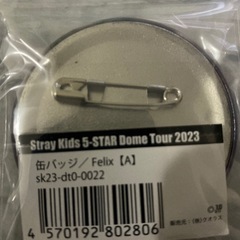 Stray Kids 5-STAR Dome Tour 2023
缶バッジ／Felix【A】
sk23-dt0-0022
4 570192 802806